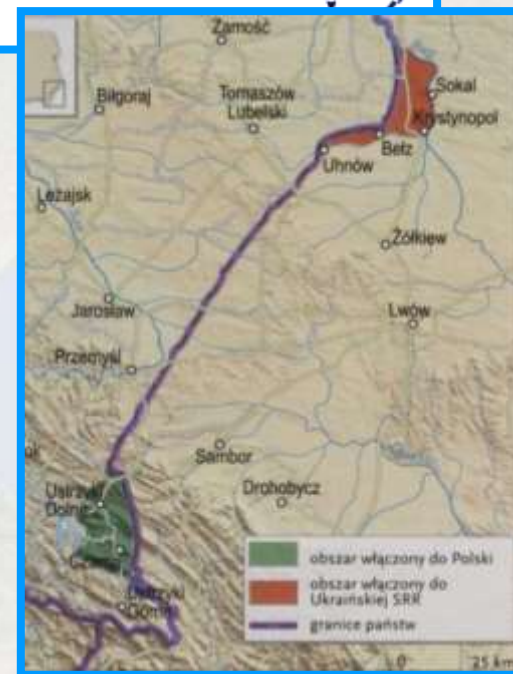 Zamość
Biłgoraj
Tomaszów
Lubelski
Sokal
Krystynopol
Bełz
Uhnów
Leżajsk
Żółkiew
Jarosław
Lwów
Przemyśl
Sambor
Ustrzyki
Dolne
Drohobycz
Ustrzyki
Górne
obszar włączony do Polski
obszar włączony do
Ukraińskiej SRR
granice państw
0 25 km